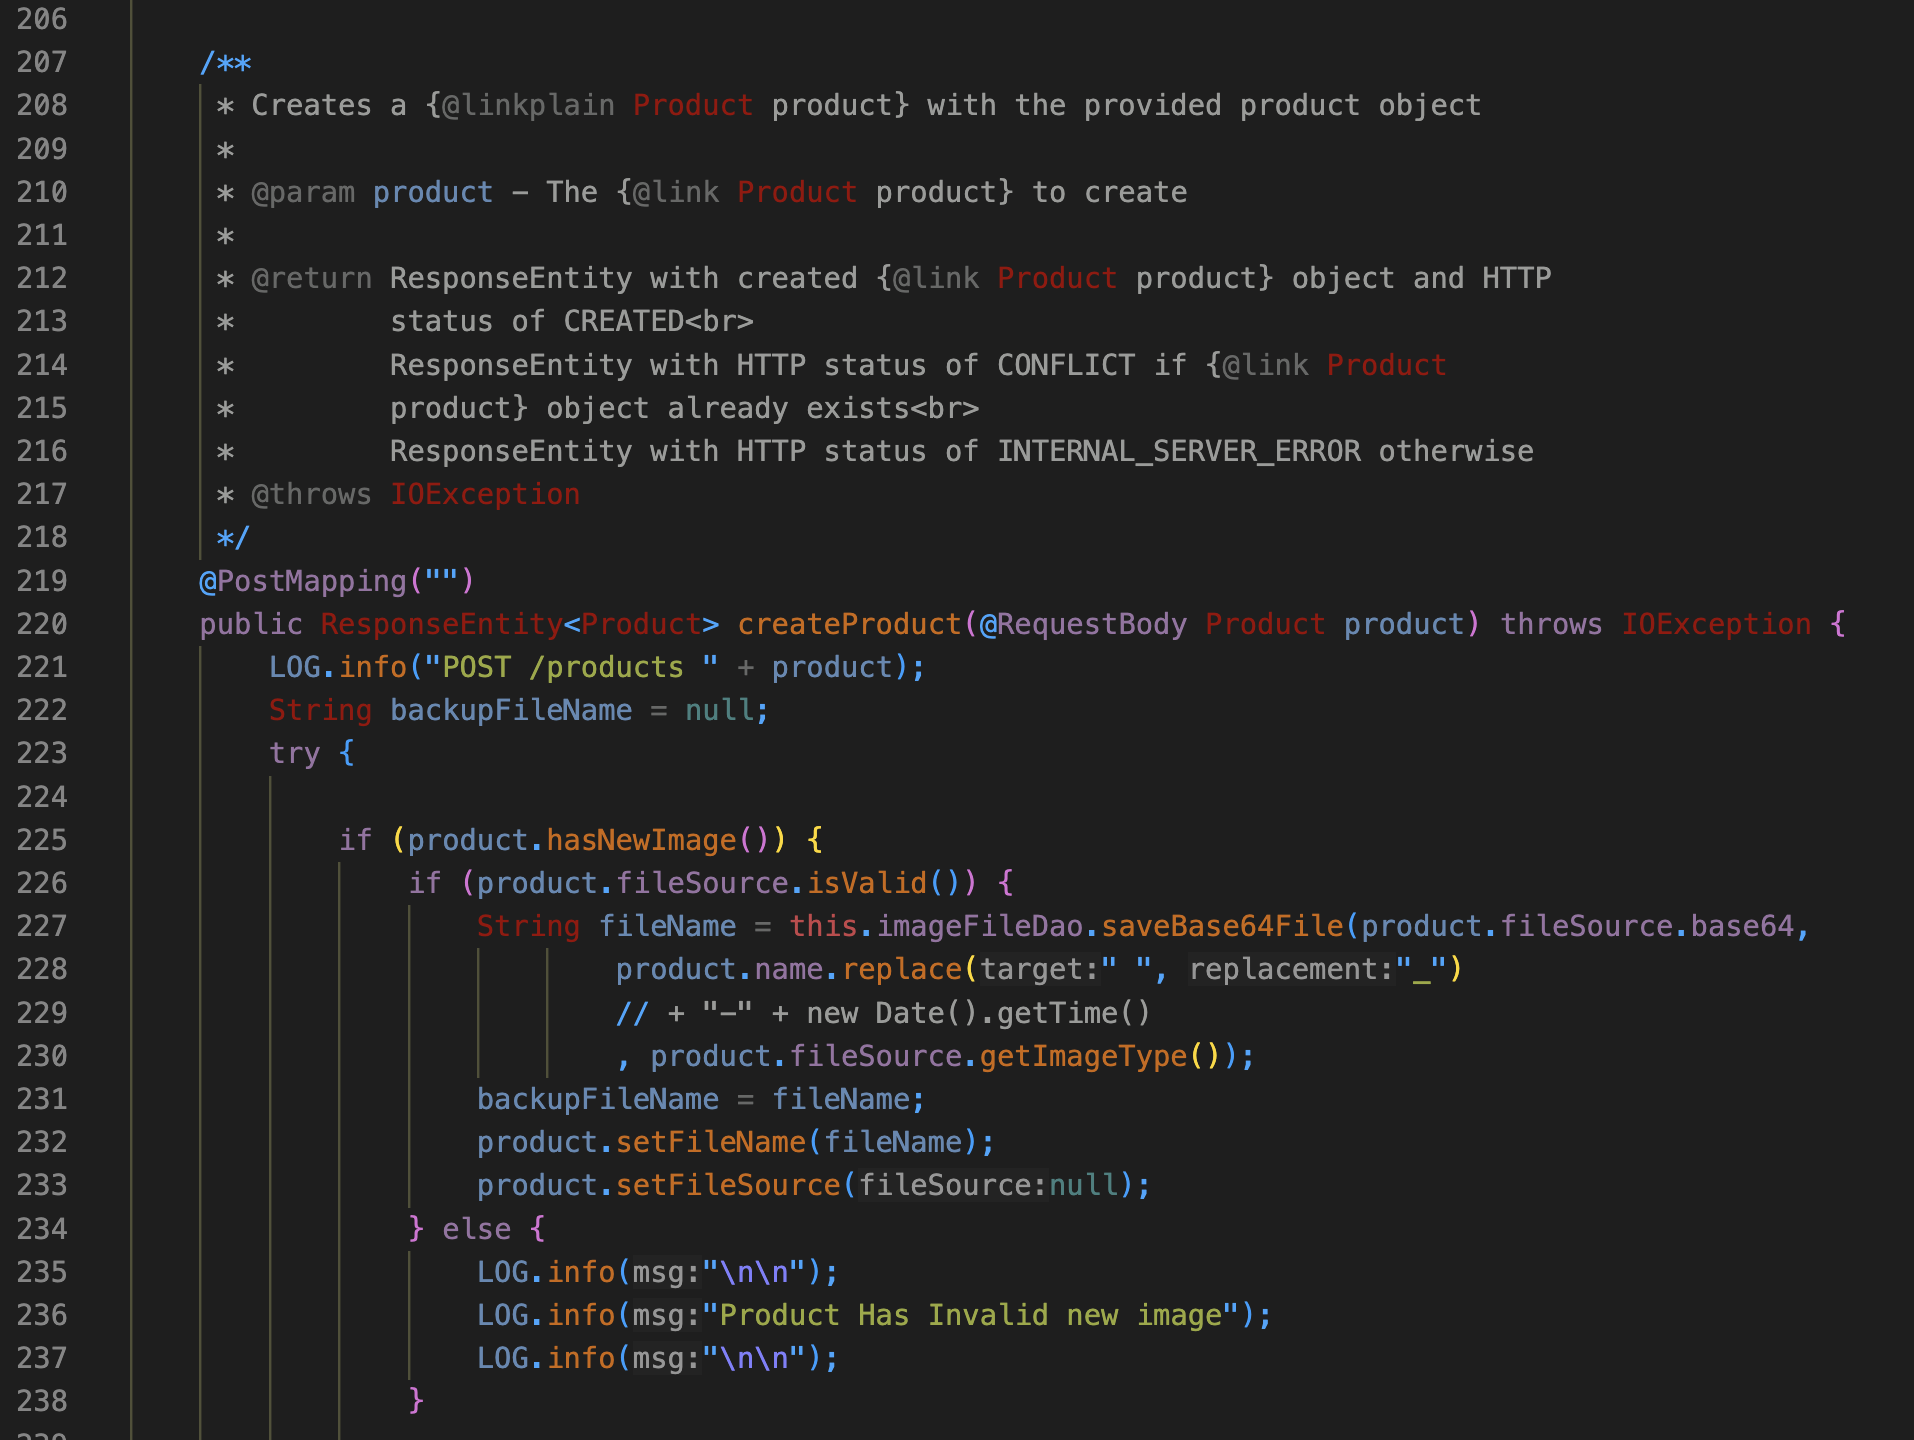 206
207 /**
208 * Creates a {@linkplain Product product} with the provided product object
209 *
210 * @param product - The {@link Product product} to create
211 *
212 * @return ResponseEntity with created {@link Product product} object and HTTP
213 * status of CREATED<br>
214 * ResponseEntity with HTTP status of CONFLICT if {@link Product
215 * product} object already exists<br>
216 * ResponseEntity with HTTP status of INTERNAL_SERVER_ERROR otherwise
217 * @throws IOException
218 */
219 @PostMapping("")
220 public ResponseEntity<Product> createProduct(@RequestBody Product product) throws IOException {
221 LOG.info("POST /products " + product);
222 String backupFileName = null;
223 try {
224
225 if (product.hasNewImage()) {
226 if (product.fileSource.isValid()) {
227 String fileName = this.imageFileDao.saveBase64File(product.fileSource.base64,
228 product.name.replace(target:" ", replacement:"_")
229 // + "-" + new Date().getTime()
230 , product.fileSource.getImageType());
231 backupFileName = fileName;
232 product.setFileName(fileName);
233 product.setFileSource(fileSource:null);
234 } else {
235 LOG.info(msg:"\n\n");
236 LOG.info(msg:"Product Has Invalid new image");
237 LOG.info(msg:"\n\n");
238 }